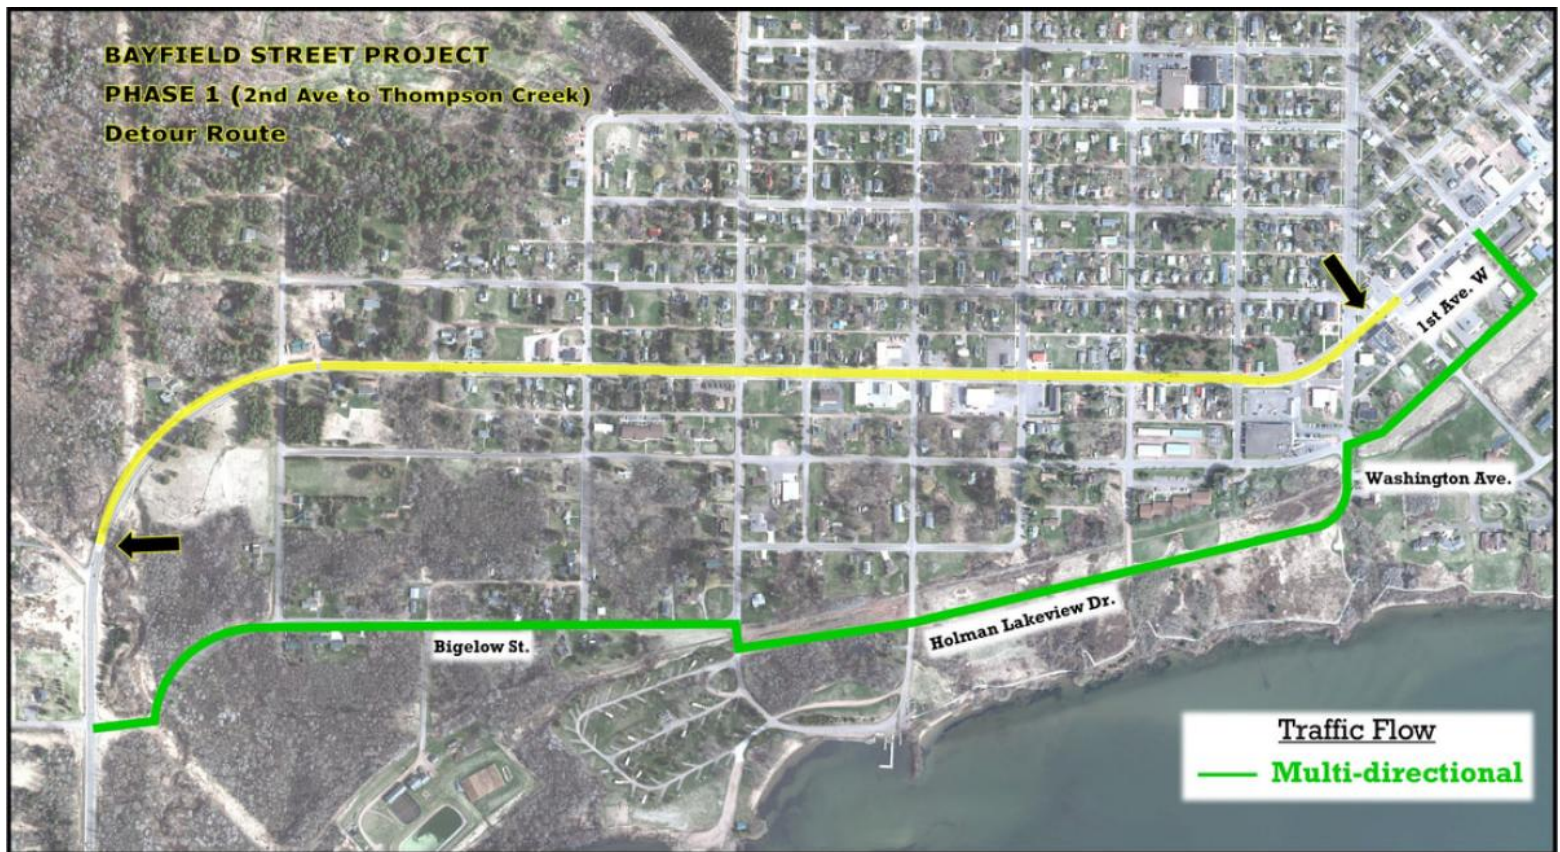 BAYFIELD STREET PROJECT
PHASE 1 (2nd Ave to Thompson Creek)
Detour Route
1st Ave. W
Washington Ave.
Holman Lakeview Dr.
Bigelow St.
Traffic Flow
Multi-directional